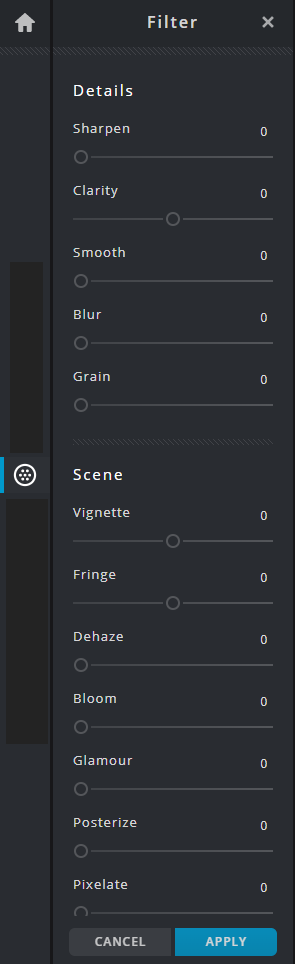 Filter
Details
Sharpen 0
Clarity 0
Smooth 0
Blur 0
Grain 0
Scene
Vignette 0
Fringe 0
Dehaze 0
Bloom 0
Glamour 0
Posterize 0
Pixelate 0
CANCEL APPLY